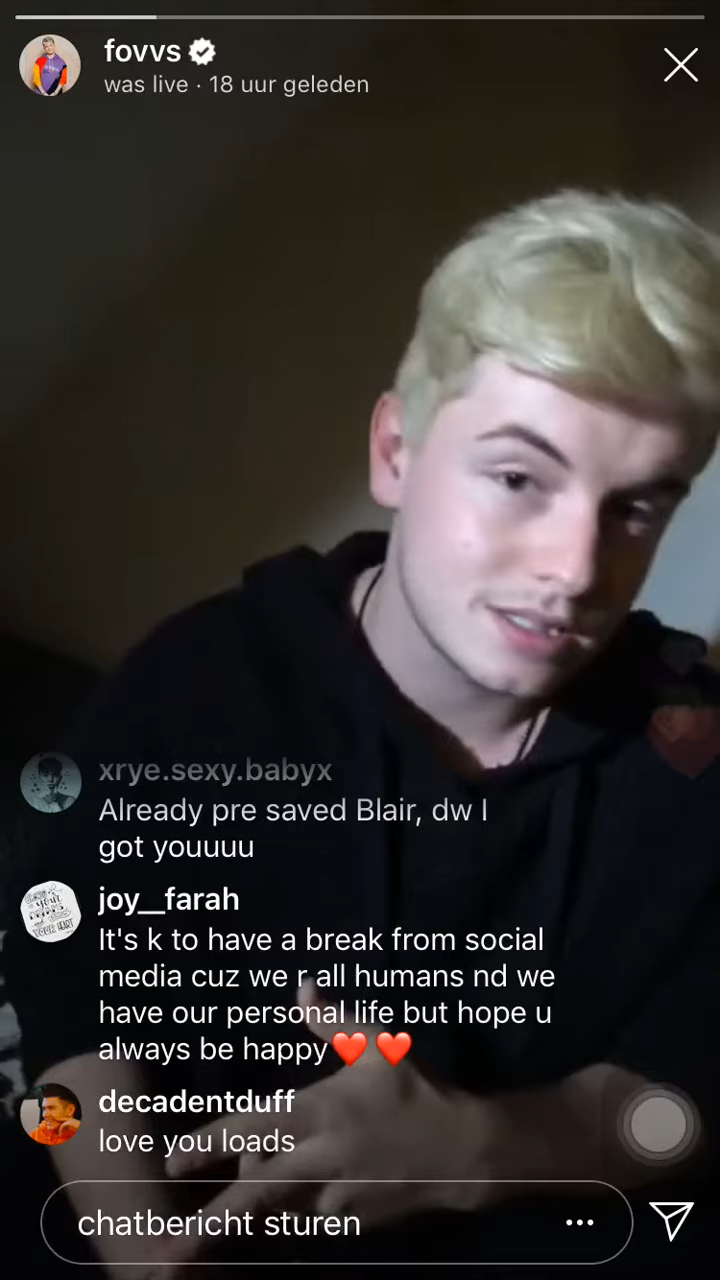 fovvs
was live · 18 uur geleden
xrye.sexy.babyx
Already pre saved Blair, dw I
got youuuu
joy__farah
It's k to have a break from social
media cuz we r all humans nd we
have our personal life but hope u
always be happy❤️❤️
decadentduff
love you loads
chatbericht sturen